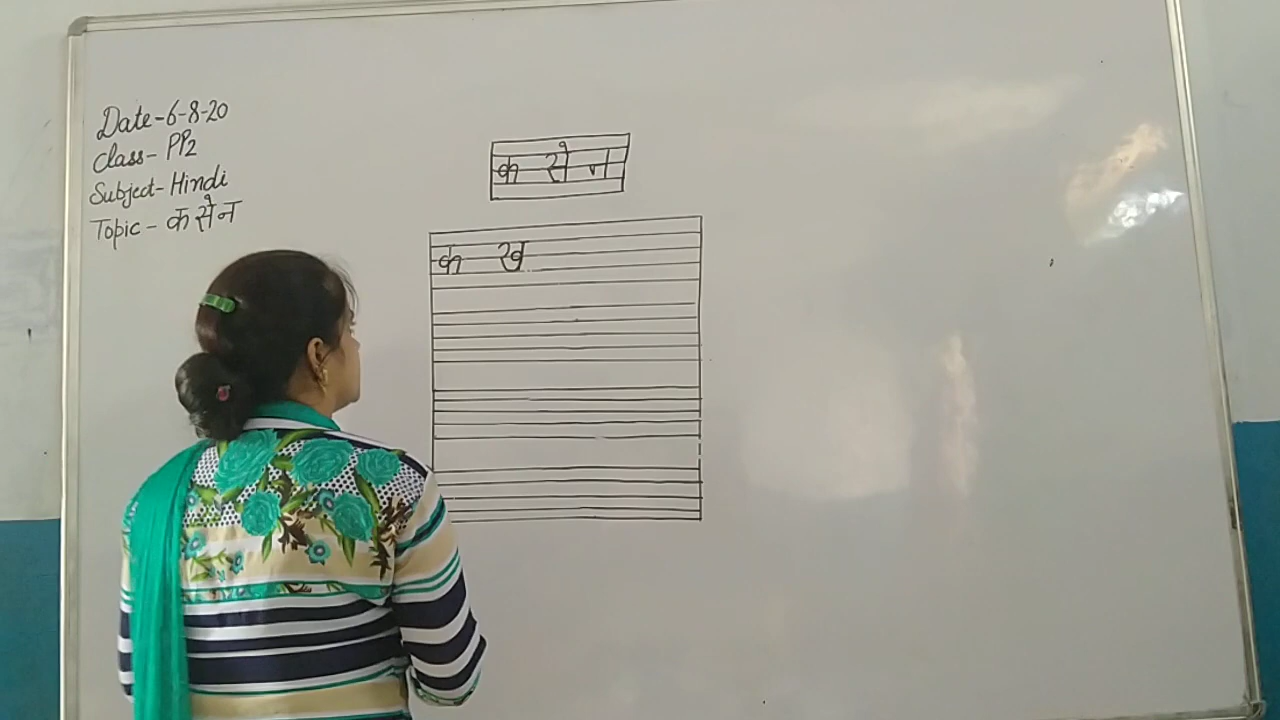 Date-6-8-20
Class- PP2
Subject- Hindi
Topic- क से न
क से न
क ख